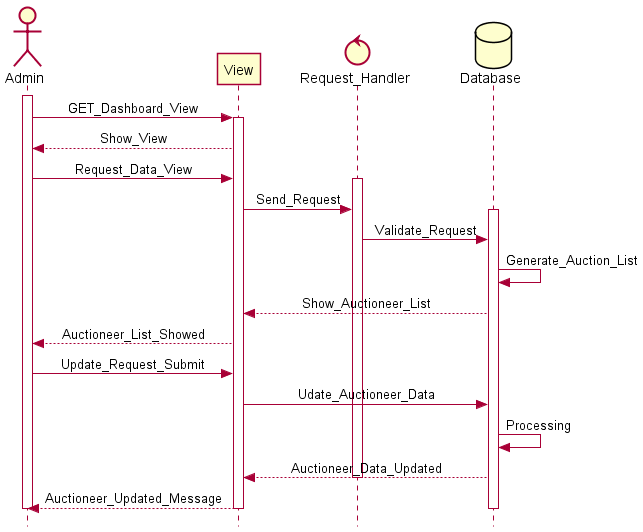 Admin
View
Request_Handler
Database
GET_Dashboard_View
Show_View
Request_Data_View
Send_Request
Validate_Request
Generate_Auction_List
Show_Auctioneer_List
Auctioneer_List_Showed
Update_Request_Submit
Udate_Auctioneer_Data
Processing
Auctioneer_Data_Updated
Auctioneer_Updated_Message